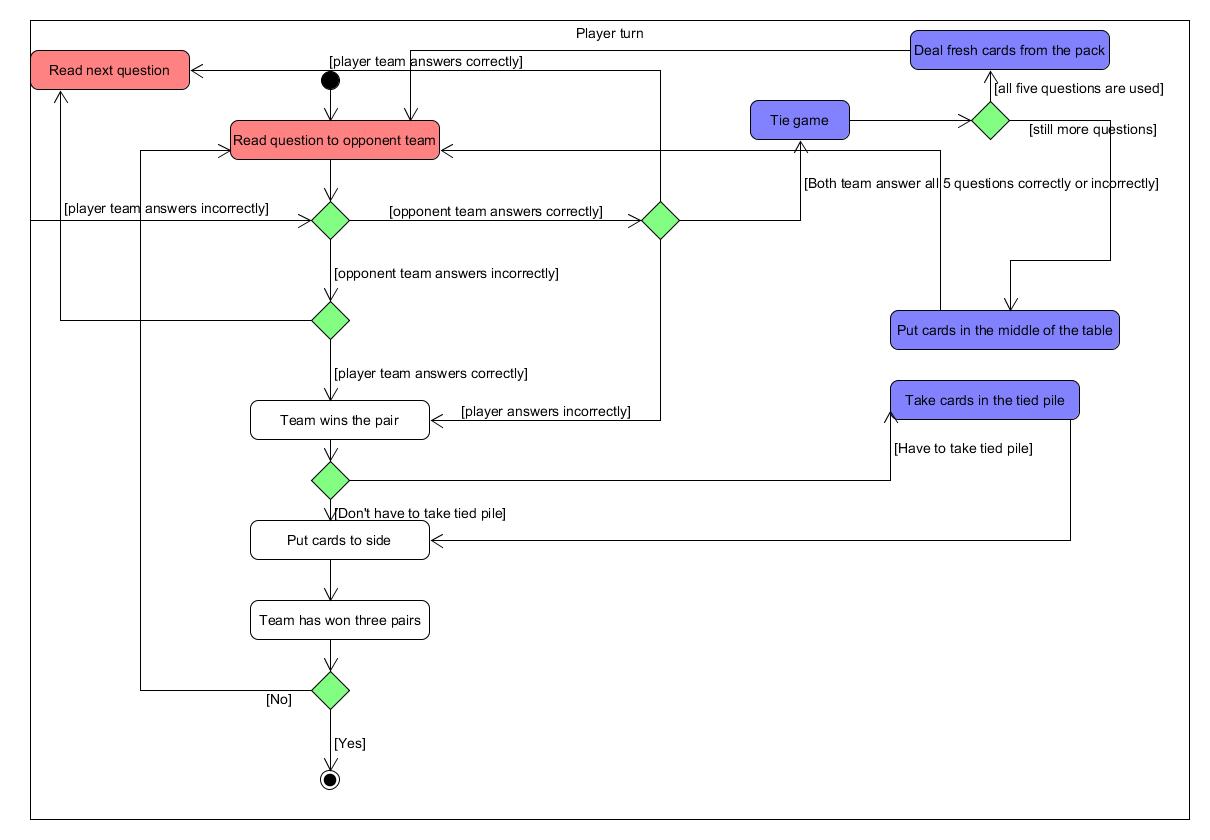 Player turn
Deal fresh cards from the pack
[player team answers correctly]
Read next question
[all five questions are used]
Tie game
[still more questions]
Read question to opponent team
[Both team answer all 5 questions correctly or incorrectly]
[player team answers incorrectly]
[opponent team answers correctly]
[opponent team answers incorrectly]
Put cards in the middle of the table
[player team answers correctly]
Take cards in the tied pile
[player answers incorrectly]
Team wins the pair
[Have to take tied pile]
[Don't have to take tied pile]
Put cards to side
Team has won three pairs
[No]
[Yes]